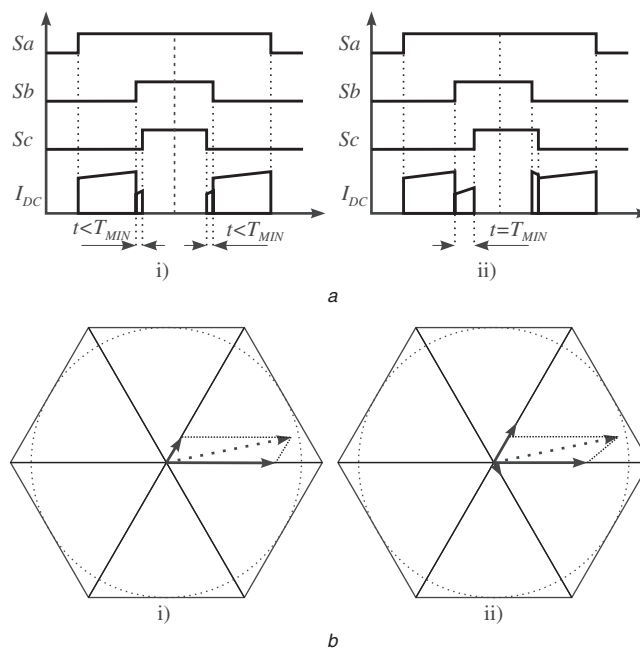 Sa
Sa
Sb
Sb
Sc
Sc
I_DC
I_DC
t<T_MIN
t<T_MIN
t=T_MIN
i)
ii)
a
i)
ii)
b